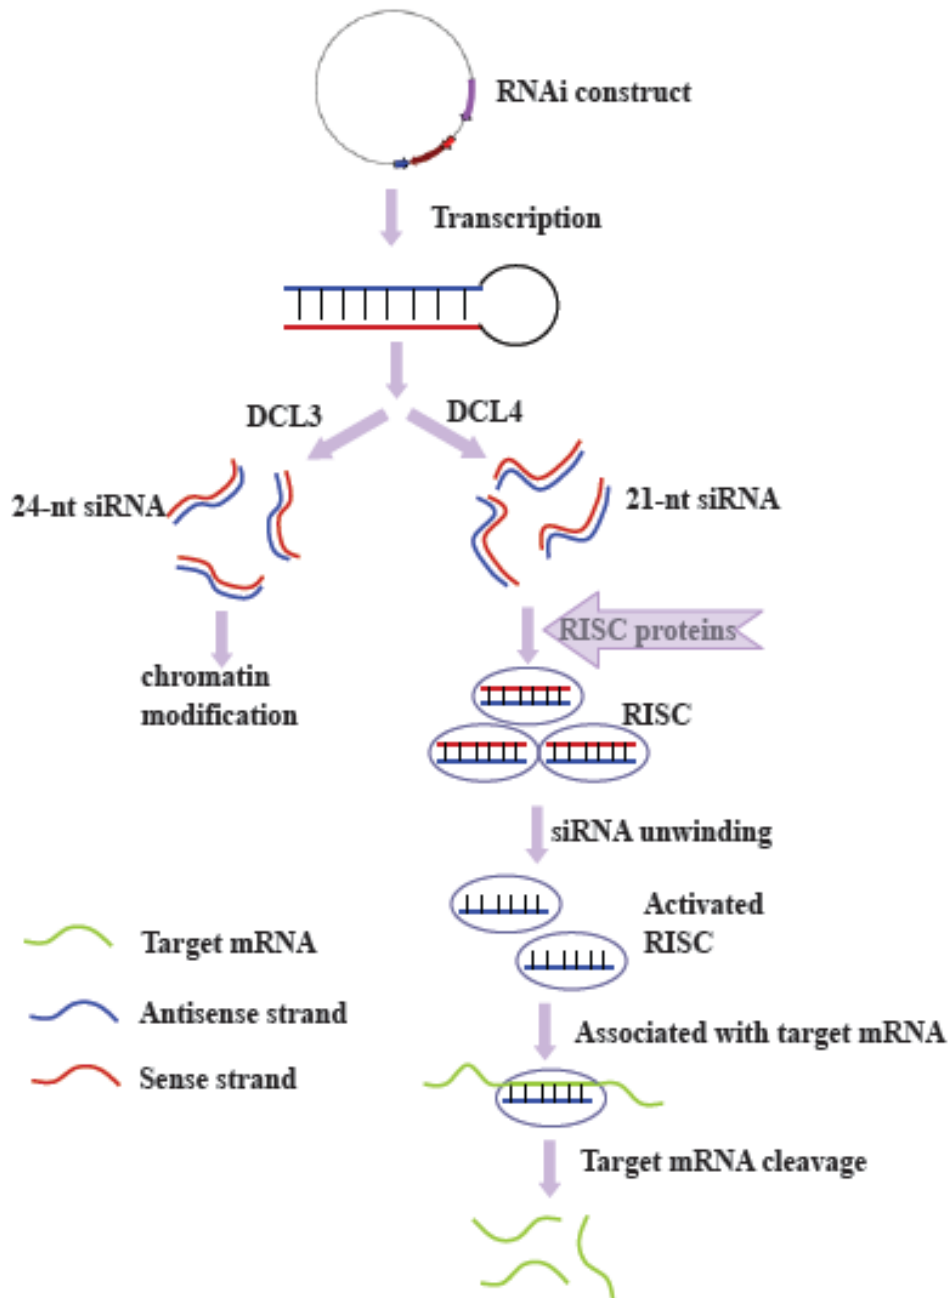 RNAi construct
Transcription
DCL3
DCL4
24-nt siRNA
21-nt siRNA
RISC proteins
chromatin
modification
RISC
siRNA unwinding
Activated
RISC
Target mRNA
Antisense strand
Sense strand
Associated with target mRNA
Target mRNA cleavage